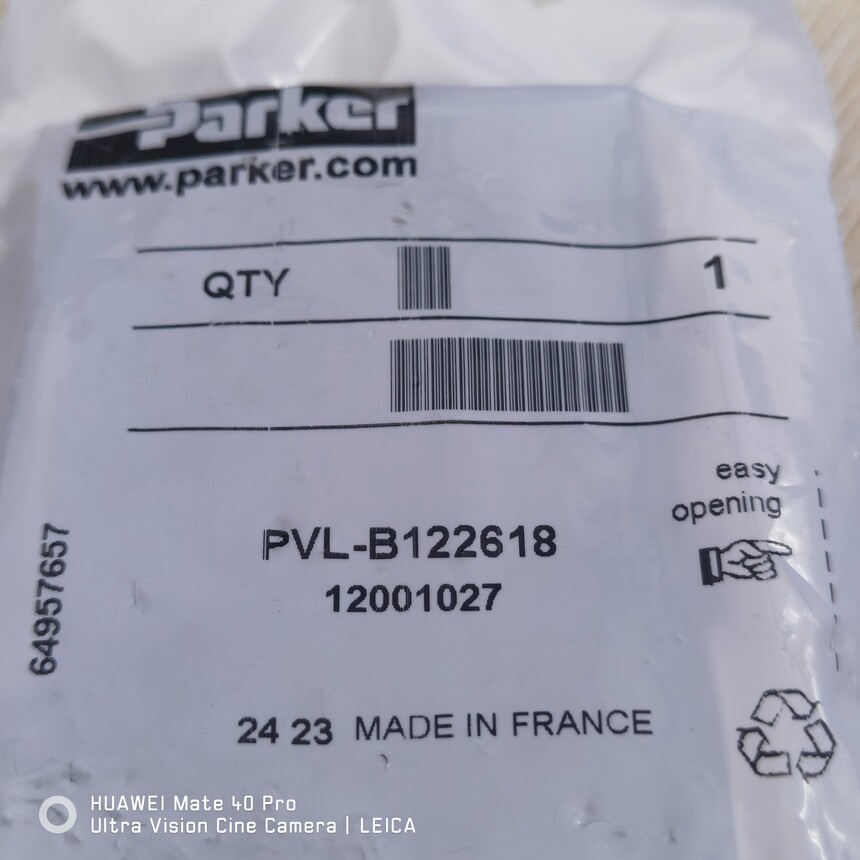 Parker
www.parker.com
QTY 1
easy
opening
PVL-B122618
12001027
64957657
24 23 MADE IN FRANCE
HUAWEI Mate 40 Pro
Ultra Vision Cine Camera | LEICA